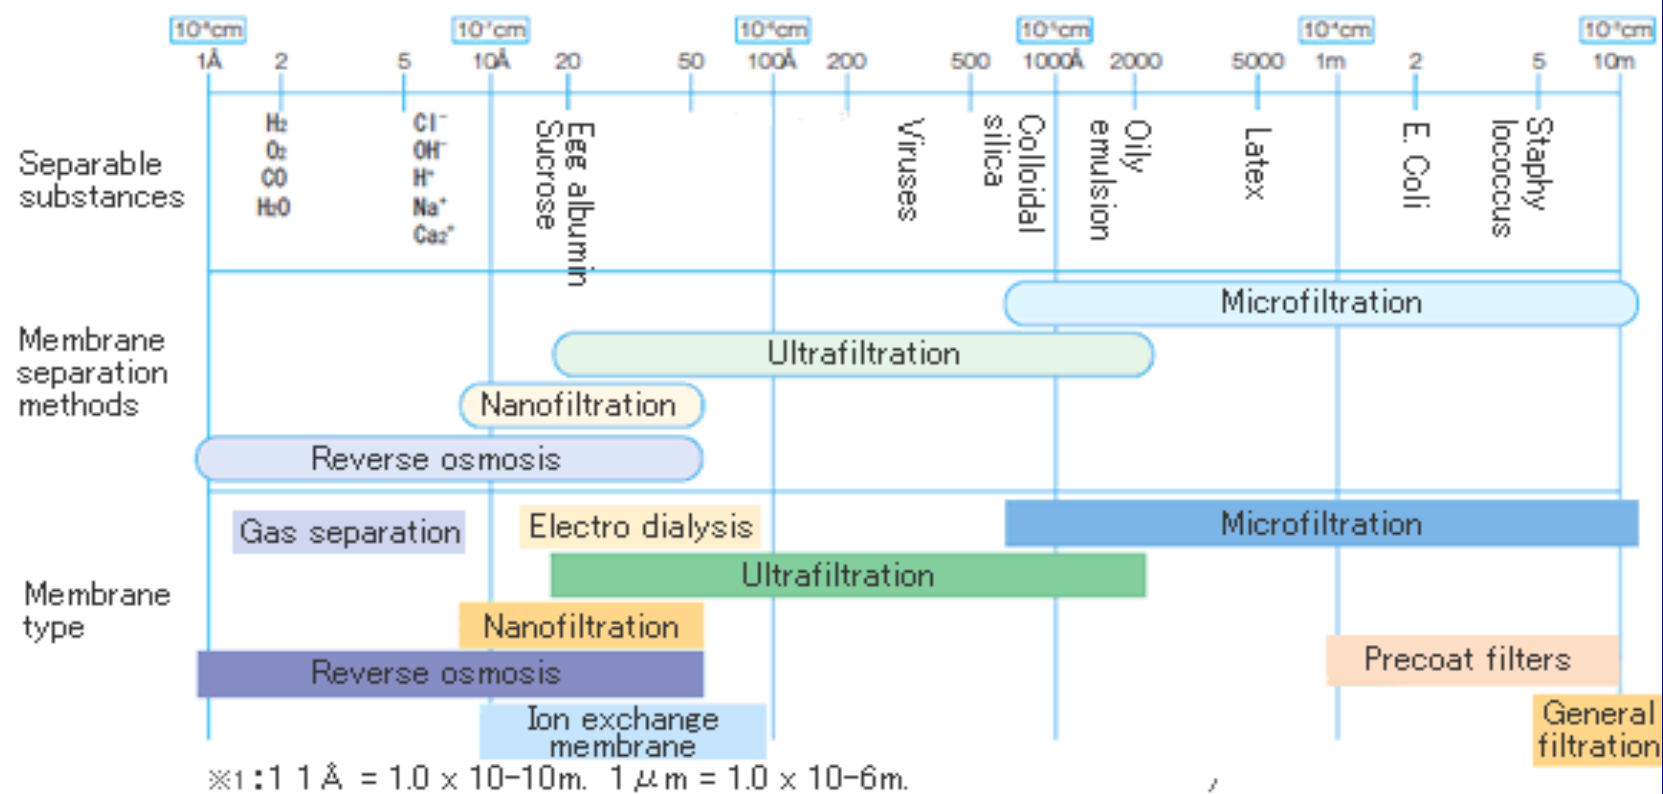 10⁻⁸cm 10⁻⁷cm 10⁻⁶cm 10⁻⁵cm 10⁻⁴cm 10⁻³cm
1Å 2 5 10Å 20 50 100Å 200 500 1000Å 2000 5000 1m 2 5 10m
Separable
substances
H₂
O₂
CO
H₂O
Cl⁻
OH⁻
H⁺
Na⁺
Ca₂⁺
Sucrose
Egg albumin
Viruses
Colloidal
silica
Oily
emulsion
Latex
E. Coli
Staphy
lococcus
Membrane
separation
methods
Microfiltration
Ultrafiltration
Nanofiltration
Reverse osmosis
Membrane
type
Gas separation
Electro dialysis
Microfiltration
Ultrafiltration
Nanofiltration
Reverse osmosis
Precoat filters
Ion exchange
membrane
General
filtration
※1:1 1Å = 1.0 x 10-10m. 1μm = 1.0 x 10-6m.